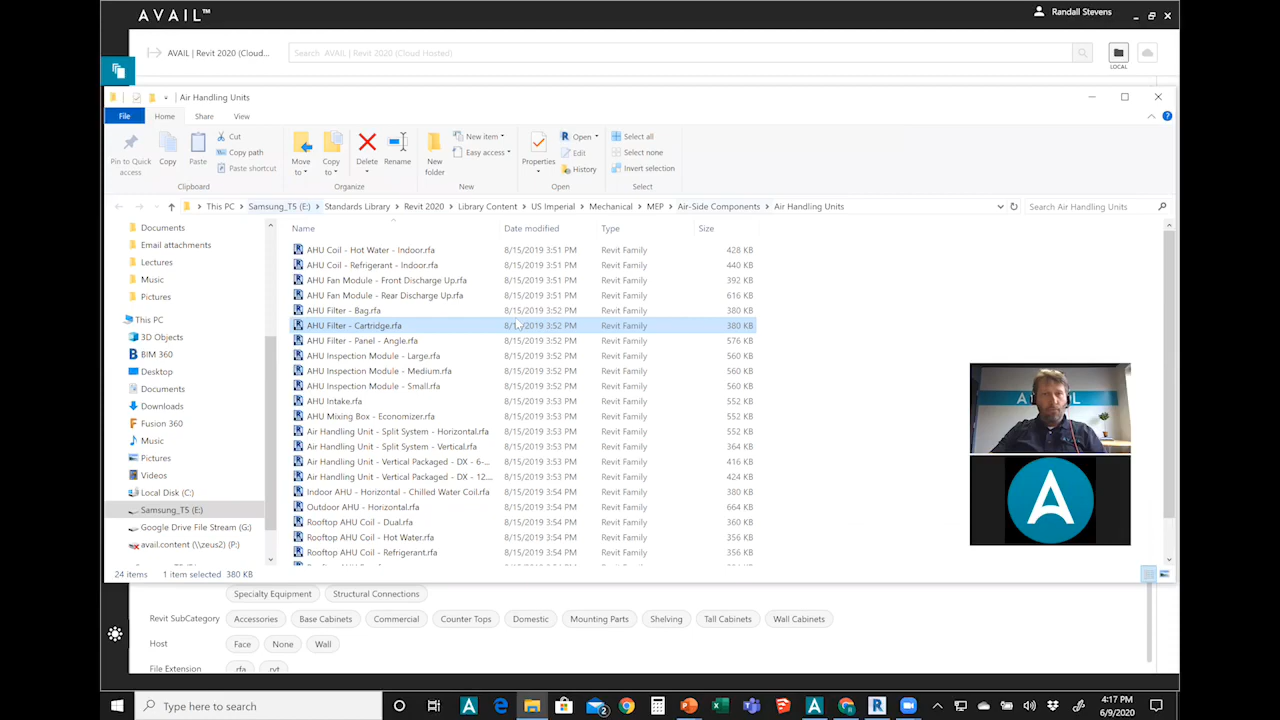 AVAIL™
Randall Stevens
AVAIL | Revit 2020 (Cloud...
Search AVAIL | Revit 2020 (Cloud Hosted)
LOCAL
Air Handling Units
File
Home
Share
View
Pin to Quick access
Copy
Paste
Cut
Copy path
Paste shortcut
Clipboard
Move to
Copy to
Delete
Rename
Organize
New folder
New item
Easy access
New
Properties
Open
Edit
History
Open
Select all
Select none
Invert selection
Select
This PC
Samsung_T5 (E:)
Standards Library
Revit 2020
Library Content
US Imperial
Mechanical
MEP
Air-Side Components
Air Handling Units
Search Air Handling Units
Documents
Email attachments
Lectures
Music
Pictures
This PC
3D Objects
BIM 360
Desktop
Documents
Downloads
Fusion 360
Music
Pictures
Videos
Local Disk (C:)
Samsung_T5 (E:)
Google Drive File Stream (G:)
avail.content (\\zeus2) (P:)
Name Date modified Type Size
AHU Coil - Hot Water - Indoor.rfa 8/15/2019 3:51 PM Revit Family 428 KB
AHU Coil - Refrigerant - Indoor.rfa 8/15/2019 3:51 PM Revit Family 440 KB
AHU Fan Module - Front Discharge Up.rfa 8/15/2019 3:51 PM Revit Family 392 KB
AHU Fan Module - Rear Discharge Up.rfa 8/15/2019 3:51 PM Revit Family 616 KB
AHU Filter - Bag.rfa 8/15/2019 3:52 PM Revit Family 380 KB
AHU Filter - Cartridge.rfa 8/15/2019 3:52 PM Revit Family 380 KB
AHU Filter - Panel - Angle.rfa 8/15/2019 3:52 PM Revit Family 576 KB
AHU Inspection Module - Large.rfa 8/15/2019 3:52 PM Revit Family 560 KB
AHU Inspection Module - Medium.rfa 8/15/2019 3:52 PM Revit Family 560 KB
AHU Inspection Module - Small.rfa 8/15/2019 3:52 PM Revit Family 560 KB
AHU Intake.rfa 8/15/2019 3:52 PM Revit Family 552 KB
AHU Mixing Box - Economizer.rfa 8/15/2019 3:52 PM Revit Family 552 KB
Air Handling Unit - Split System - Horizontal.rfa 8/15/2019 3:53 PM Revit Family 552 KB
Air Handling Unit - Split System - Vertical.rfa 8/15/2019 3:53 PM Revit Family 364 KB
Air Handling Unit - Vertical Packaged - DX - 6-... 8/15/2019 3:53 PM Revit Family 416 KB
Air Handling Unit - Vertical Packaged - DX - 12... 8/15/2019 3:53 PM Revit Family 424 KB
Indoor AHU - Horizontal - Chilled Water Coil.rfa 8/15/2019 3:54 PM Revit Family 380 KB
Outdoor AHU - Horizontal.rfa 8/15/2019 3:54 PM Revit Family 664 KB
Rooftop AHU Coil - Dual.rfa 8/15/2019 3:54 PM Revit Family 360 KB
Rooftop AHU Coil - Hot Water.rfa 8/15/2019 3:54 PM Revit Family 356 KB
Rooftop AHU Coil - Refrigerant.rfa 8/15/2019 3:54 PM Revit Family 356 KB
24 items 1 item selected 380 KB
Specialty Equipment
Structural Connections
Revit SubCategory Accessories Base Cabinets Commercial Counter Tops Domestic Mounting Parts Shelving Tall Cabinets Wall Cabinets
Host Face None Wall
File Extension rfa rvt
Type here to search
4:17 PM
6/9/2020